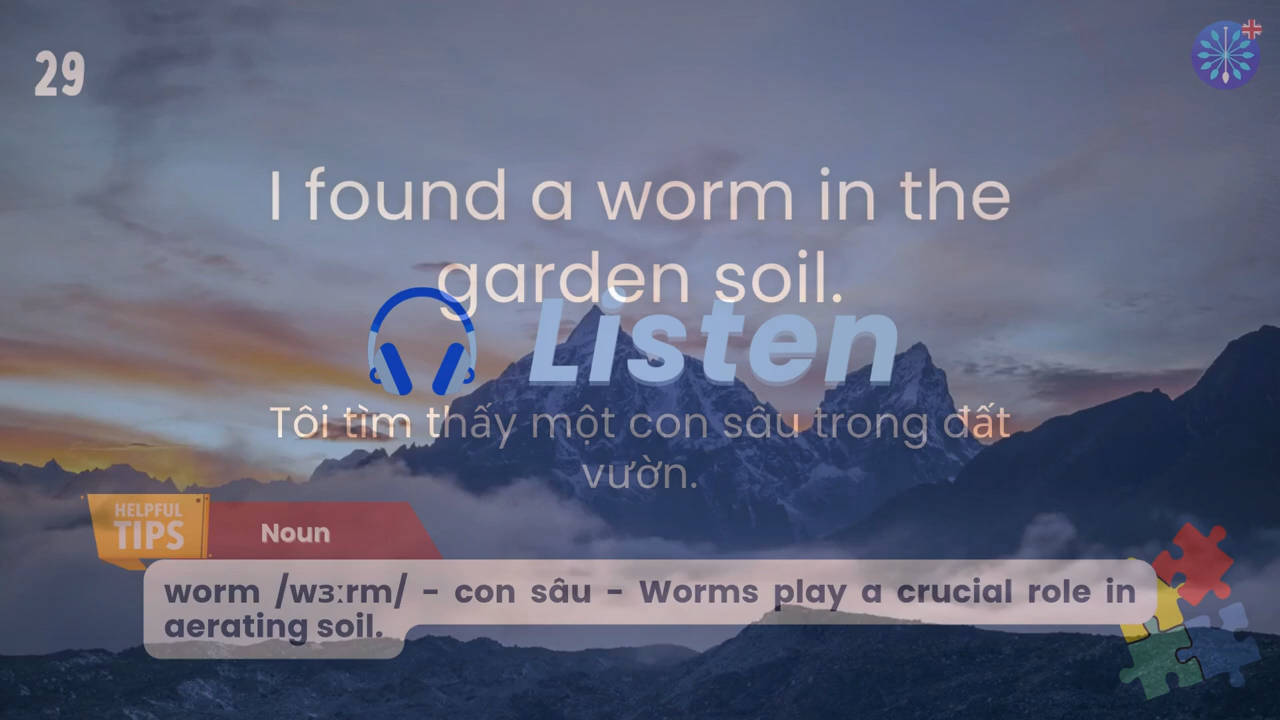 29
I found a worm in the
garden soil.
Listen
Tôi tìm thấy một con sâu trong đất
vườn.
HELPFUL
TIPS
Noun
worm /wɜːrm/ - con sâu - Worms play a crucial role in
aerating soil.